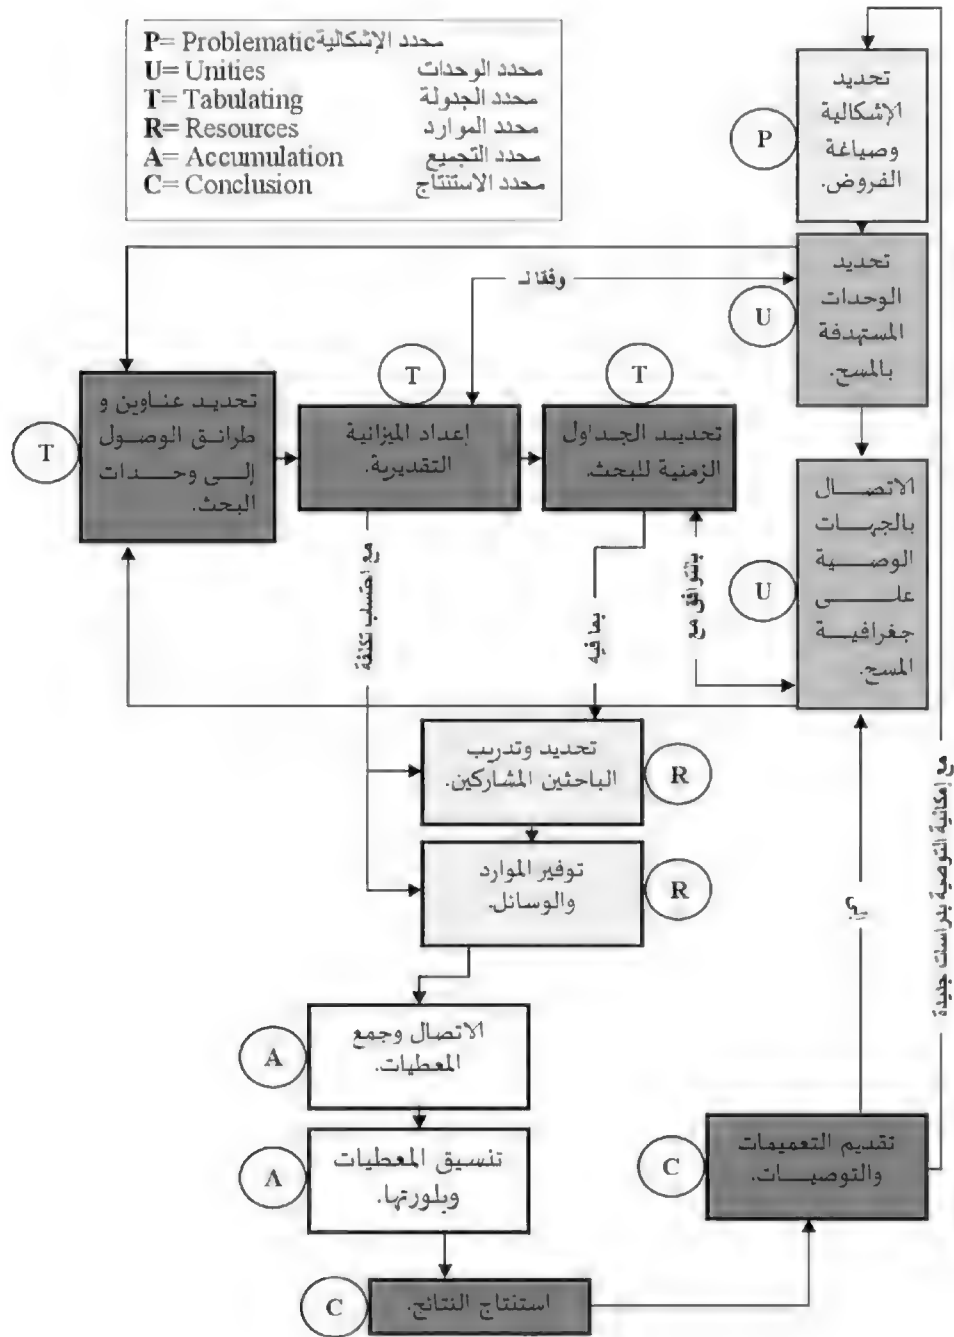 P= Problematic محدد الإشكالية
U= Unities محدد الوحدات
T= Tabulating محدد الجدولة
R= Resources محدد الموارد
A= Accumulation محدد التجميع
C= Conclusion محدد الاستنتاج
تحديد
الإشكالية
وصياغة
الفروض.
P
تحديد
الوحدات
المستهدفة
بالمسح.
U
وفقا لـ
T
T
تحديد عناوين و
طرائق الوصول
إلى وحدات
البحث.
T
إعداد الميزانية
التقديرية.
تحديد الجداول
الزمنية للبحث.
الاتصال
بالجهات
الوصية
على
جغرافية
المسح.
U
مع احتساب تكلفة
بما فيه
بالتوافق مع
تحديد وتدريب
الباحثين المشاركين.
R
توفير الموارد
والوسائل.
R
إلى
مع إمكانية التوصية بدراسات جديدة
الاتصال وجمع
المعطيات.
A
تنسيق المعطيات
وبلورتها.
A
تقديم التعميمات
والتوصيات.
C
استنتاج النتائج.
C